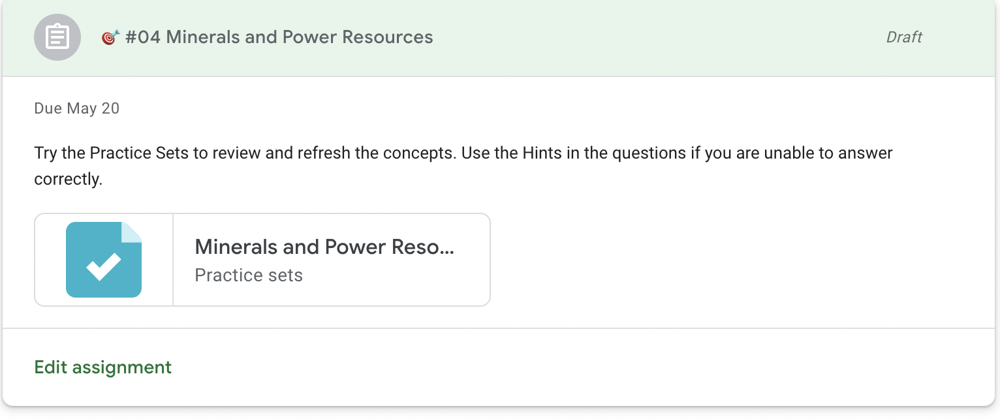 🎯 #04 Minerals and Power Resources
Draft
Due May 20
Try the Practice Sets to review and refresh the concepts. Use the Hints in the questions if you are unable to answer
correctly.
Minerals and Power Reso...
Practice sets
Edit assignment